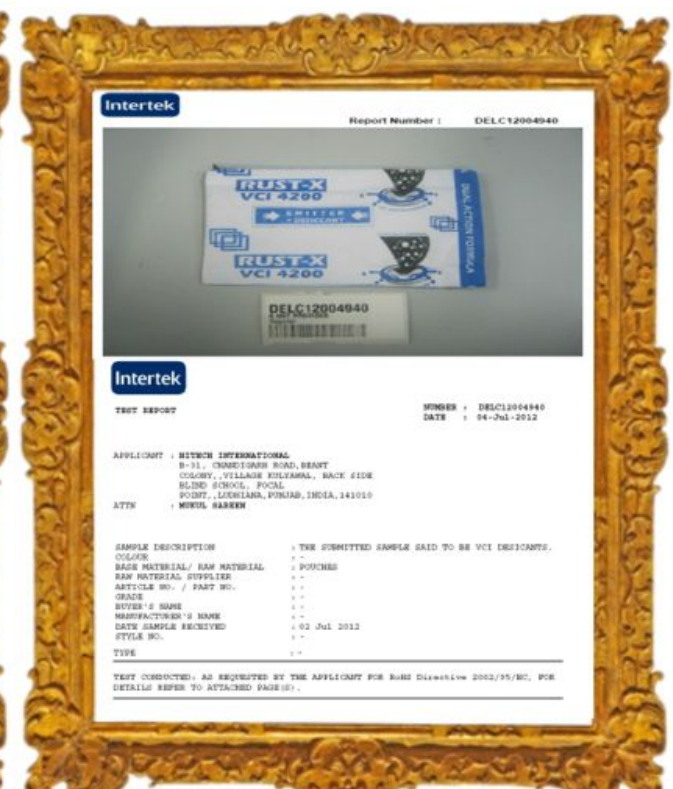 Intertek
Report Number : DELC12004940
RUST-X
VCI 4200
EMITTER
+ DESICCANT
DUAL ACTION FORMULA
RUST-X
VCI 4200
DELC12004940
Intertek
TEST REPORT
NUMBER : DELC12004940
DATE : 04-Jul-2012
APPLICANT : HITECH INTERNATIONAL
B-31, CHANDIGARH ROAD,BEANT
COLONY,,VILLAGE KULYAWAL, BACK SIDE
BLIND SCHOOL, FOCAL
POINT,,LUDHIANA,PUNJAB,INDIA,141010
ATTN : MUKUL SAREEN
SAMPLE DESCRIPTION : THE SUBMITTED SAMPLE SAID TO BE VCI DESICANTS.
COLOUR : -
BASE MATERIAL/ RAW MATERIAL : POUCHES
RAW MATERIAL SUPPLIER : -
ARTICLE NO. / PART NO. : -
GRADE : -
BUYER'S NAME : -
MANUFACTURER'S NAME : -
DATE SAMPLE RECEIVED : 02 Jul 2012
STYLE NO. : -
TYPE : -
TEST CONDUCTED: AS REQUESTED BY THE APPLICANT FOR RoHS Directive 2002/95/EC, FOR
DETAILS REFER TO ATTACHED PAGE(S).